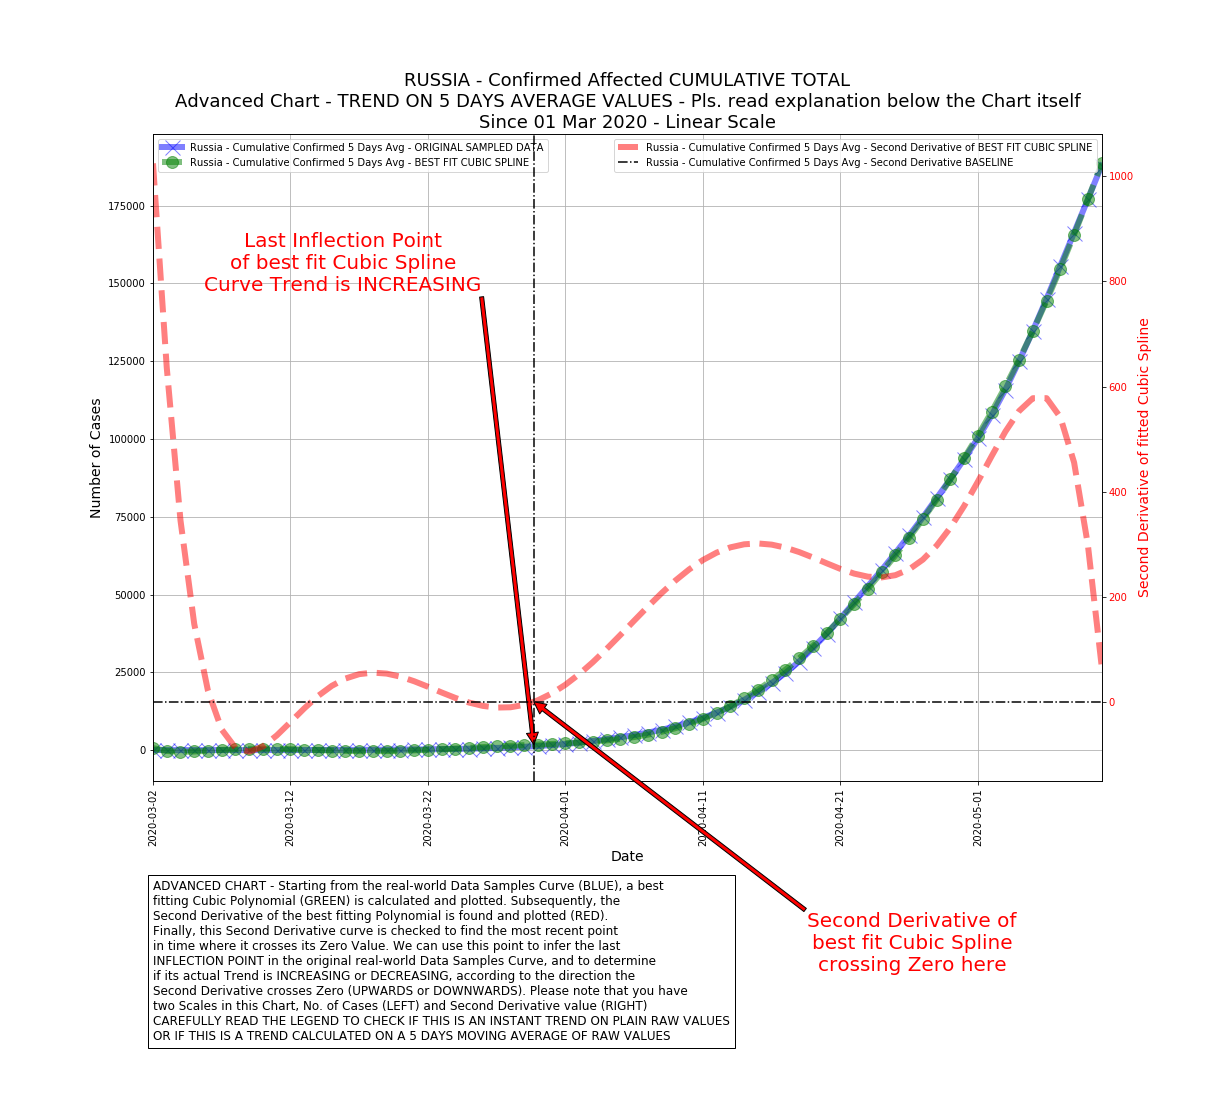 RUSSIA - Confirmed Affected CUMULATIVE TOTAL
Advanced Chart - TREND ON 5 DAYS AVERAGE VALUES - Pls. read explanation below the Chart itself
Since 01 Mar 2020 - Linear Scale
Russia - Cumulative Confirmed 5 Days Avg - ORIGINAL SAMPLED DATA
Russia - Cumulative Confirmed 5 Days Avg - BEST FIT CUBIC SPLINE
Russia - Cumulative Confirmed 5 Days Avg - Second Derivative of BEST FIT CUBIC SPLINE
Russia - Cumulative Confirmed 5 Days Avg - Second Derivative BASELINE
Last Inflection Point
of best fit Cubic Spline
Curve Trend is INCREASING
Number of Cases
175000
150000
125000
100000
75000
50000
25000
0
1000
800
600
400
200
0
Second Derivative of fitted Cubic Spline
2020-03-02
2020-03-12
2020-03-22
2020-04-01
2020-04-11
2020-04-21
2020-05-01
Date
Second Derivative of
best fit Cubic Spline
crossing Zero here
ADVANCED CHART - Starting from the real-world Data Samples Curve (BLUE), a best
fitting Cubic Polynomial (GREEN) is calculated and plotted. Subsequently, the
Second Derivative of the best fitting Polynomial is found and plotted (RED).
Finally, this Second Derivative curve is checked to find the most recent point
in time where it crosses its Zero Value. We can use this point to infer the last
INFLECTION POINT in the original real-world Data Samples Curve, and to determine
if its actual Trend is INCREASING or DECREASING, according to the direction the
Second Derivative crosses Zero (UPWARDS or DOWNWARDS). Please note that you have
two Scales in this Chart, No. of Cases (LEFT) and Second Derivative value (RIGHT)
CAREFULLY READ THE LEGEND TO CHECK IF THIS IS AN INSTANT TREND ON PLAIN RAW VALUES
OR IF THIS IS A TREND CALCULATED ON A 5 DAYS MOVING AVERAGE OF RAW VALUES